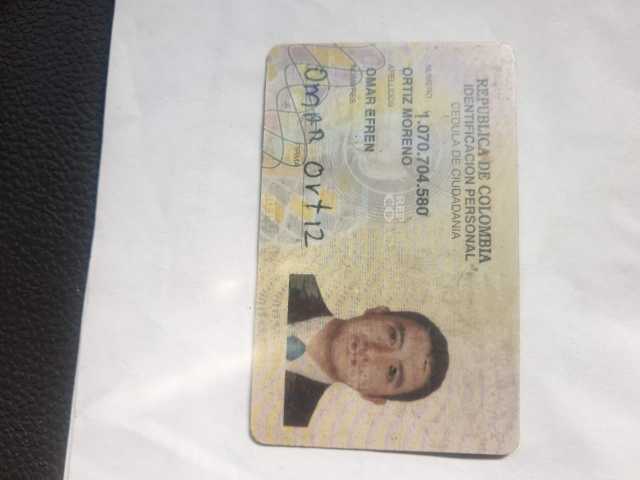 REPUBLICA DE COLOMBIA
IDENTIFICACION PERSONAL
CEDULA DE CIUDADANIA
NUMERO 1.070.704.580
ORTIZ MORENO
APELLIDOS
OMAR EFREN
NOMBRES
OMAR Ortiz
FIRMA